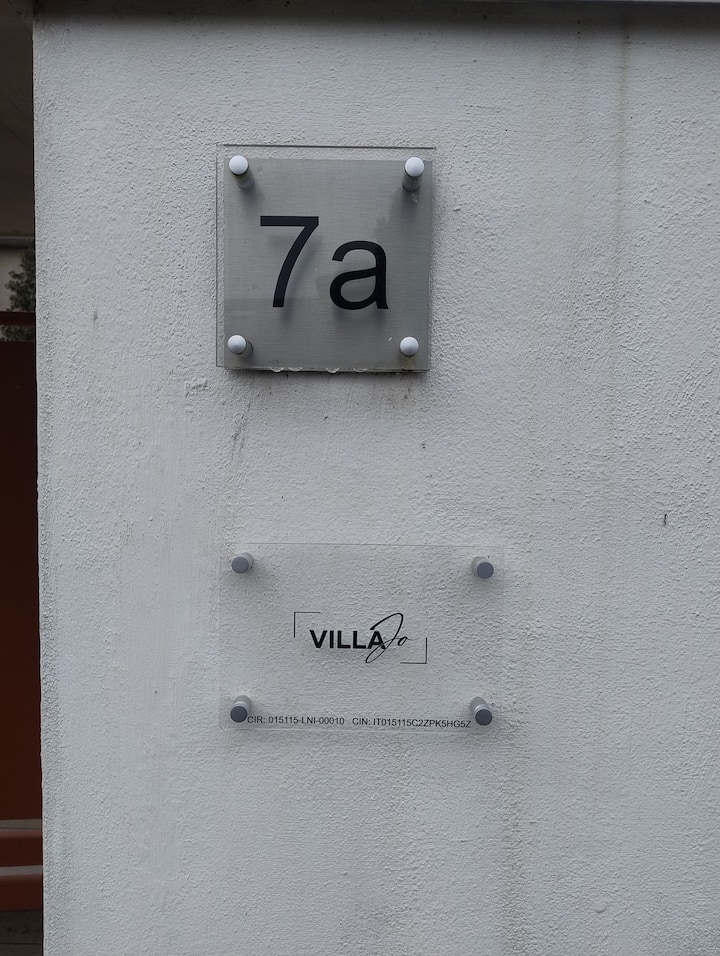 7a
VILLA Jo
CIR: 015115-LNI-00010 CIN: IT015115C2ZPK5HG5Z